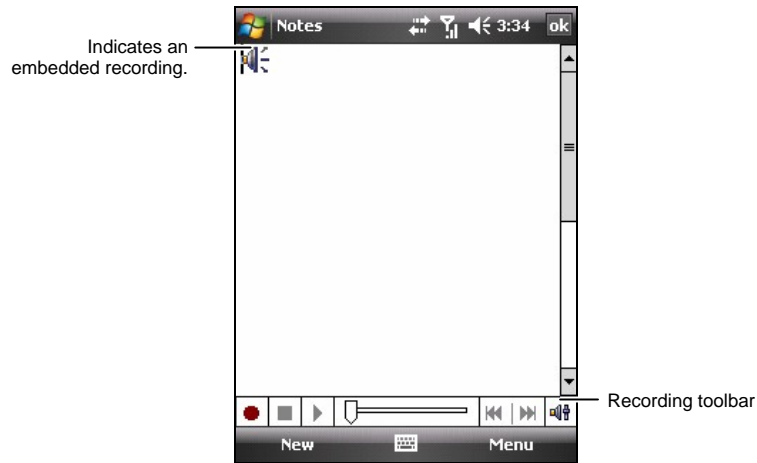 Notes 3:34 ok
Indicates an
embedded recording.
Recording toolbar
New Menu